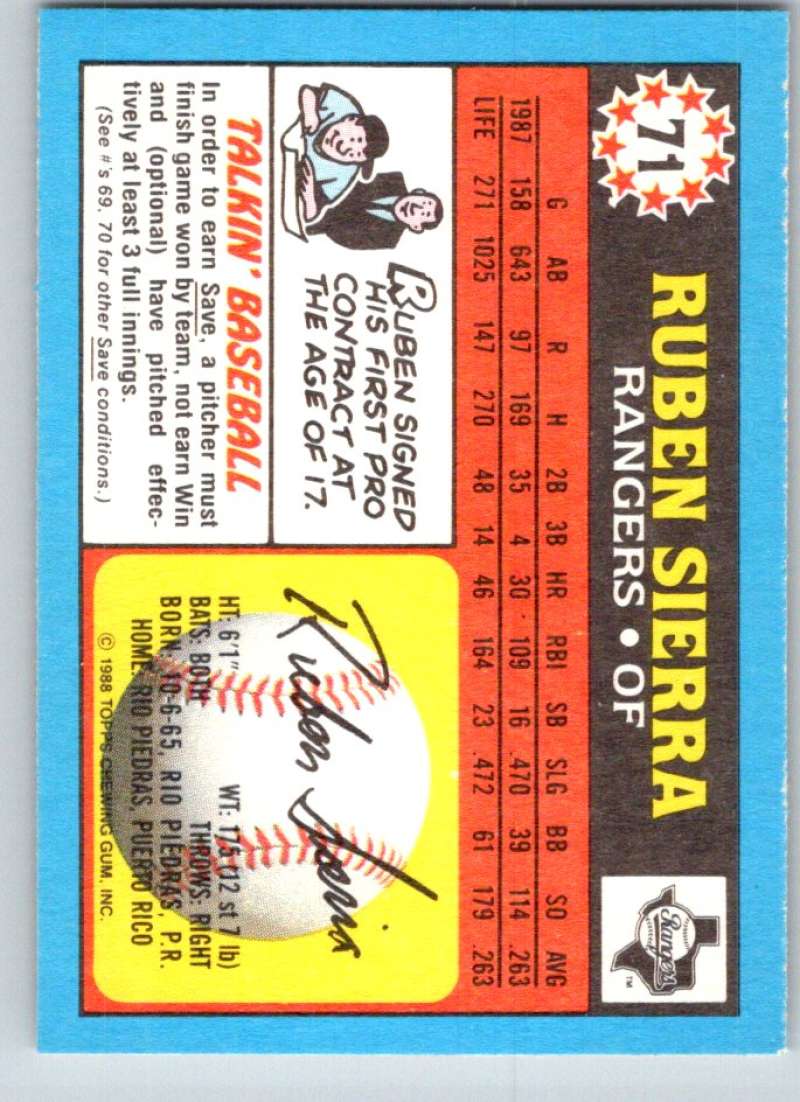 71
RUBEN SIERRA
RANGERS • OF
Rangers
TM
G AB R H 2B 3B HR RBI SB SLG BB SO AVG
1987 158 643 97 169 35 4 30 109 16 .470 39 114 .263
LIFE 271 1025 147 270 48 14 46 164 23 .472 61 179 .263
RUBEN SIGNED
HIS FIRST PRO
CONTRACT AT
THE AGE OF 17.
TALKIN' BASEBALL
In order to earn Save, a pitcher must
finish game won by team, not earn Win
and (optional) have pitched effec-
tively at least 3 full innings.
(See #'s 69, 70 for other Save conditions.)
Ruben Sierra
HT: 6'1" WT: 175 (12 st 7 lb)
BATS: BOTH THROWS: RIGHT
BORN: 10-6-65, RIO PIEDRAS, P.R.
HOME: RIO PIEDRAS, PUERTO RICO
© 1988 TOPPS CHEWING GUM, INC.